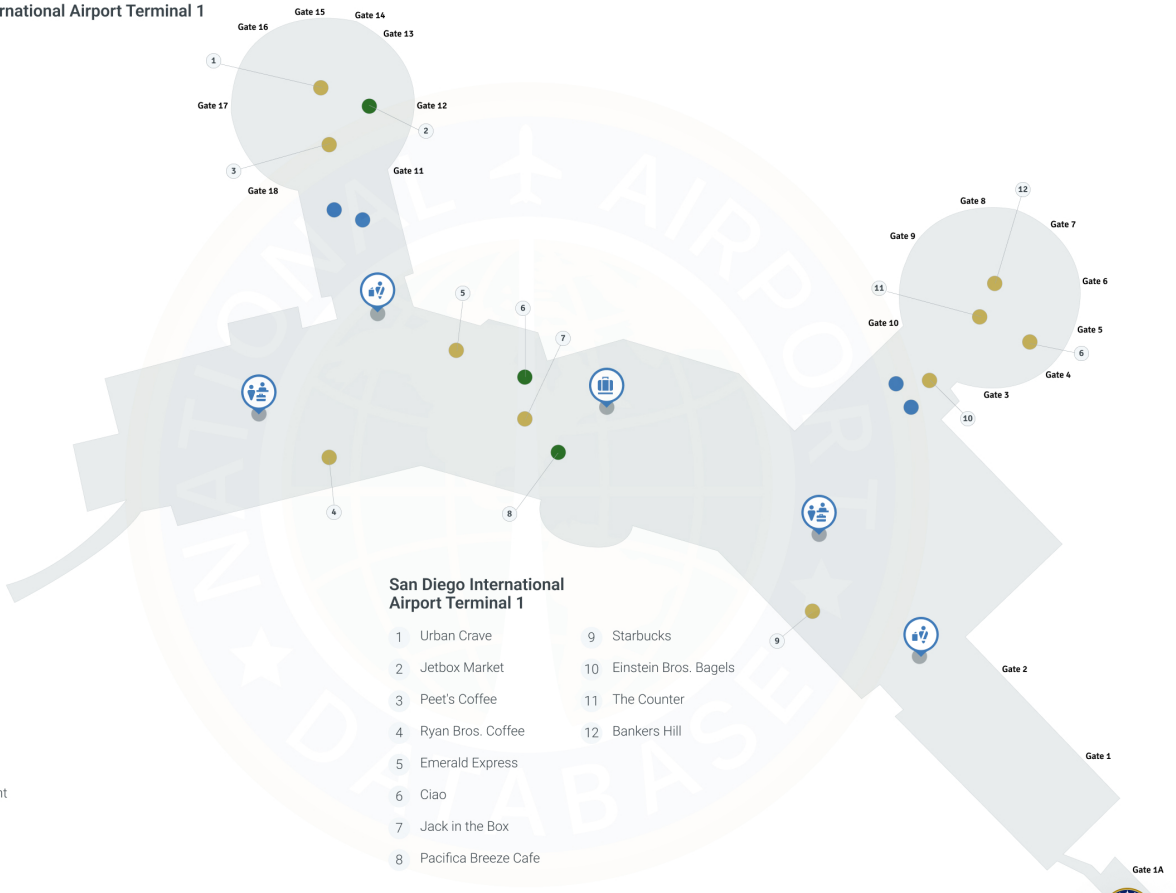 rnational Airport Terminal 1
Gate 15
Gate 14
Gate 16
Gate 13
1
Gate 17
Gate 12
2
3
Gate 11
Gate 18
12
Gate 8
Gate 7
Gate 9
Gate 6
11
5
6
Gate 10
Gate 5
7
6
Gate 4
Gate 3
10
4
8
9
Gate 2
Gate 1
Gate 1A
San Diego International
Airport Terminal 1
1 Urban Crave
2 Jetbox Market
3 Peet's Coffee
4 Ryan Bros. Coffee
5 Emerald Express
6 Ciao
7 Jack in the Box
8 Pacifica Breeze Cafe
9 Starbucks
10 Einstein Bros. Bagels
11 The Counter
12 Bankers Hill
nt
NATIONAL AIRPORT
DATABASE